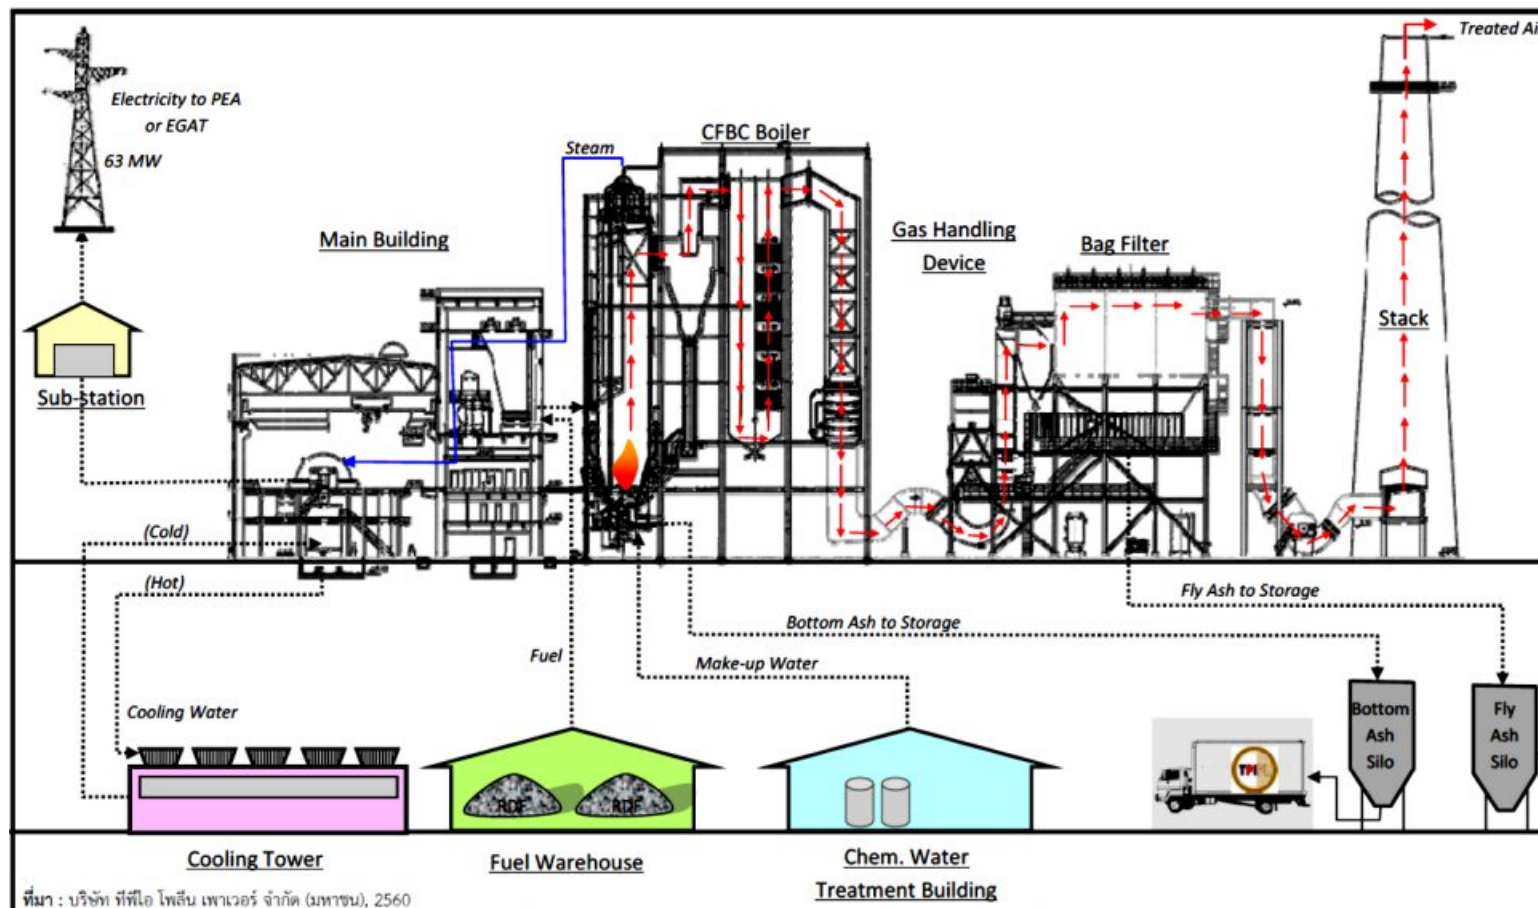 Treated Ai
Electricity to PEA
or EGAT
63 MW
CFBC Boiler
Steam
Main Building
Gas Handling
Device
Bag Filter
Stack
Sub-station
(Cold)
(Hot)
Fly Ash to Storage
Bottom Ash to Storage
Fuel
Make-up Water
Cooling Water
Bottom
Ash
Silo
Fly
Ash
Silo
RDF
RDF
Cooling Tower
Fuel Warehouse
Chem. Water
Treatment Building
ที่มา : บริษัท ทีพีไอ โพลีน เพาเวอร์ จำกัด (มหาชน), 2560